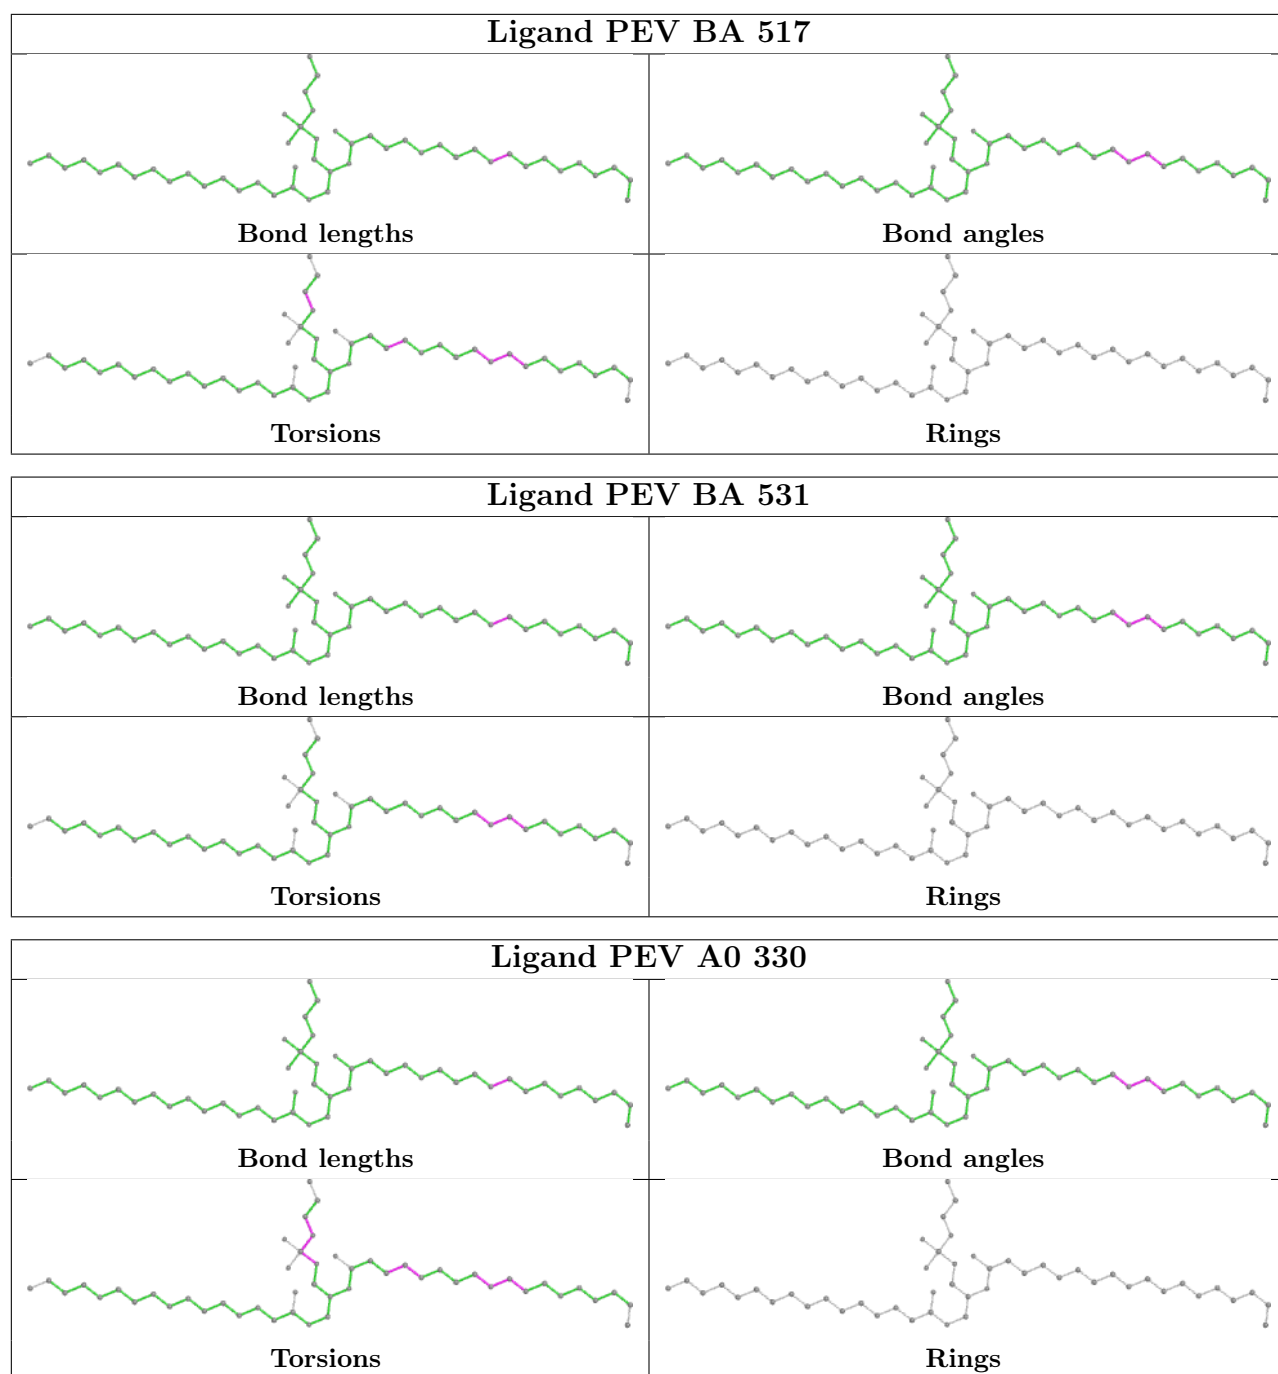 Ligand PEV BA 517
Bond lengths
Bond angles
Torsions
Rings
Ligand PEV BA 531
Bond lengths
Bond angles
Torsions
Rings
Ligand PEV A0 330
Bond lengths
Bond angles
Torsions
Rings